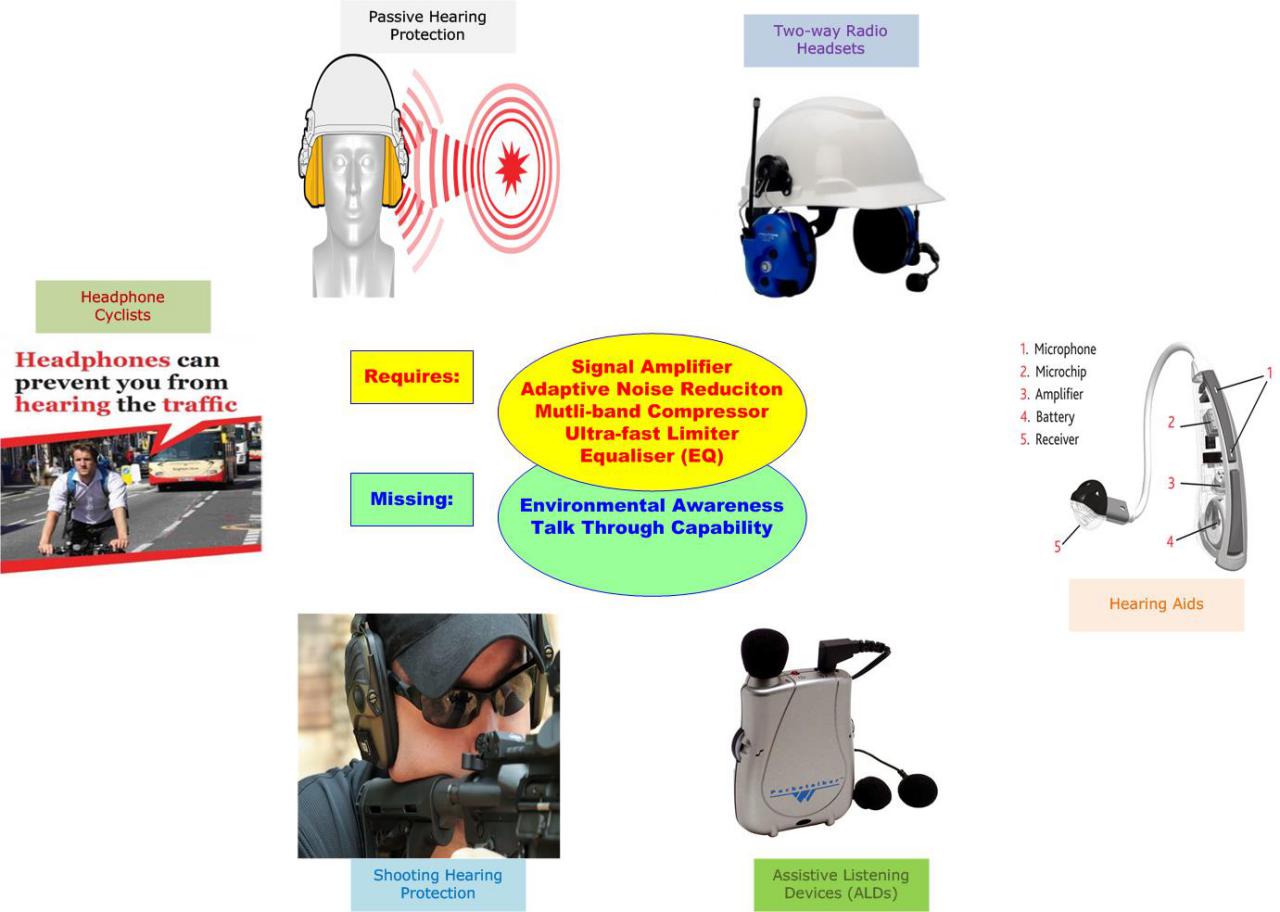 Passive Hearing
Protection
Two-way Radio
Headsets
Headphone
Cyclists
Headphones can
prevent you from
hearing the traffic
Requires:
Signal Amplifier
Adaptive Noise Reduciton
Mutli-band Compressor
Ultra-fast Limiter
Equaliser (EQ)
Missing:
Environmental Awareness
Talk Through Capability
1. Microphone
2. Microchip
3. Amplifier
4. Battery
5. Receiver
1
2
3
4
5
Hearing Aids
Pocketalker
Shooting Hearing
Protection
Assistive Listening
Devices (ALDs)